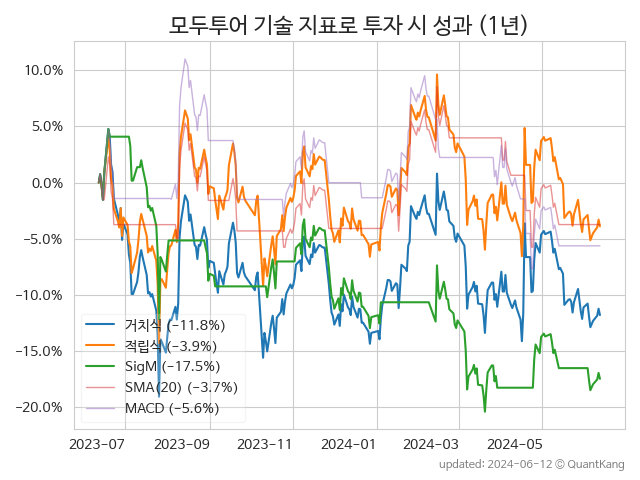 모두투어 기술 지표로 투자 시 성과 (1년)
10.0%
5.0%
0.0%
−5.0%
−10.0%
−15.0%
−20.0%
거치식 (−11.8%)
적립식 (−3.9%)
SigM (−17.5%)
SMA(20) (−3.7%)
MACD (−5.6%)
2023-07 2023-09 2023-11 2024-01 2024-03 2024-05
updated: 2024-06-12 © QuantKang